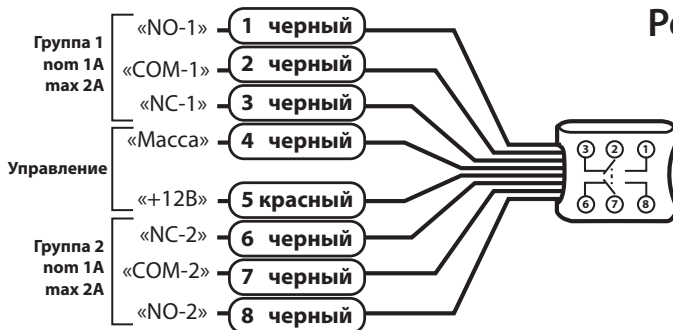 Ре
Группа 1
nom 1A
max 2A
«NO-1» 1 черный
«COM-1» 2 черный
«NC-1» 3 черный
Управление
«Масса» 4 черный
«+12В» 5 красный
Группа 2
nom 1A
max 2A
«NC-2» 6 черный
«COM-2» 7 черный
«NO-2» 8 черный
3 2 1
6 7 8